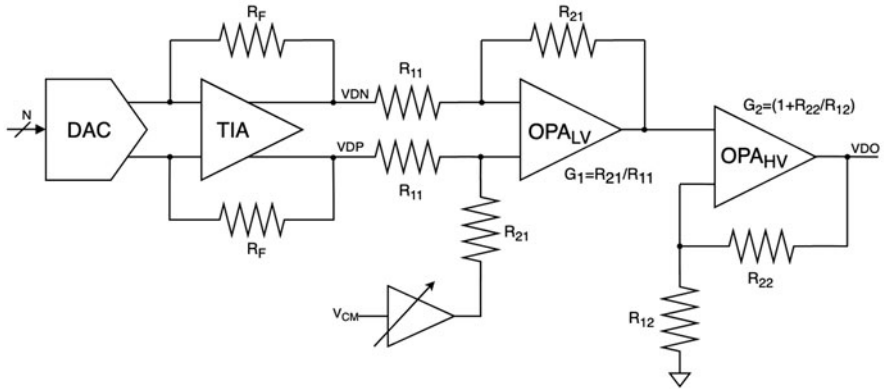 R_F
R_21
R_11
VDN
N
DAC
TIA
OPA_LV
G_2=(1+R_22/R_12)
OPA_HV
VDO
VDP
R_11
G_1=R_21/R_11
R_F
R_21
R_22
V_CM
R_12